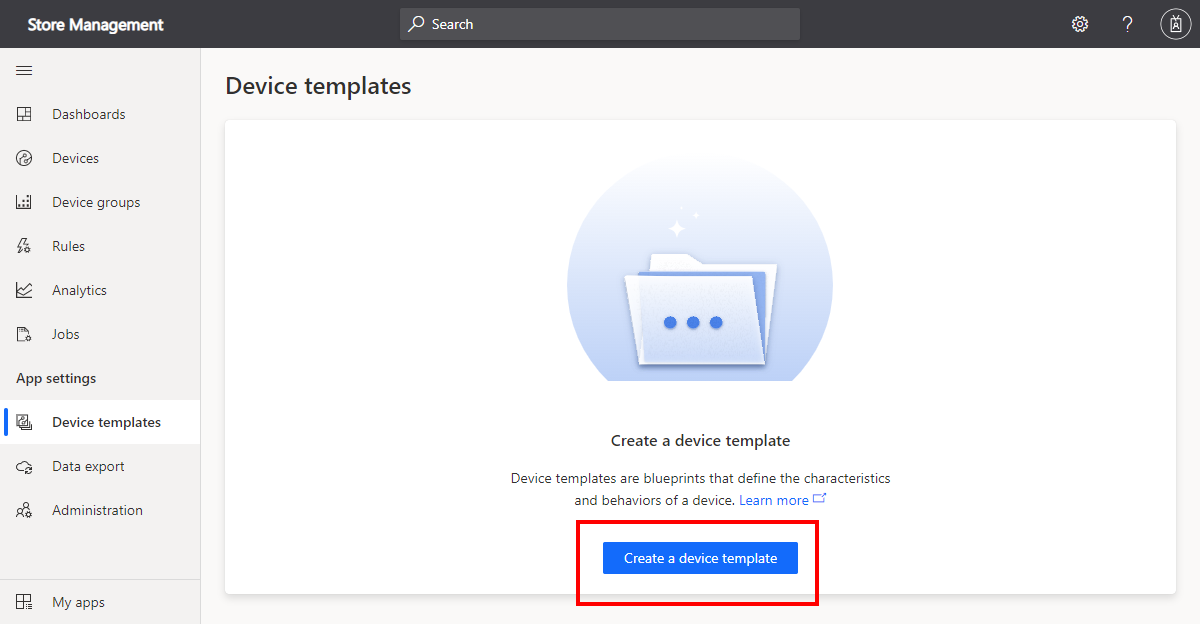 Store Management
Search
?
Device templates
Dashboards
Devices
Device groups
Rules
Analytics
Jobs
App settings
Device templates
Data export
Administration
My apps
Create a device template
Device templates are blueprints that define the characteristics
and behaviors of a device. Learn more
Create a device template